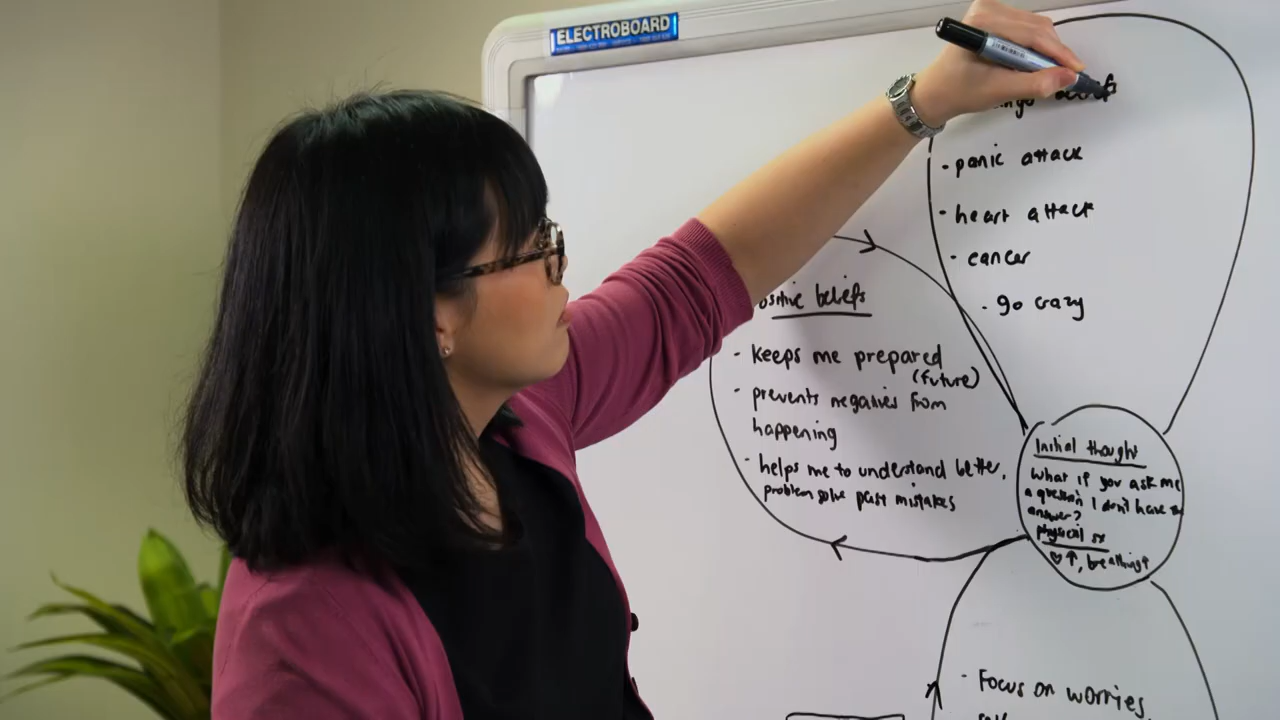 ELECTROBOARD
beliefs
- panic attack
- heart attack
- cancer
- go crazy
ositive beliefs
- keeps me prepared
(future)
- prevents negatives from
happening
- helps me to understand better,
problem solve past mistakes
Initial thought
What if you ask me
a question I don't have the
answer?
physical sx
♡↑, breathing↑
- Focus on worries